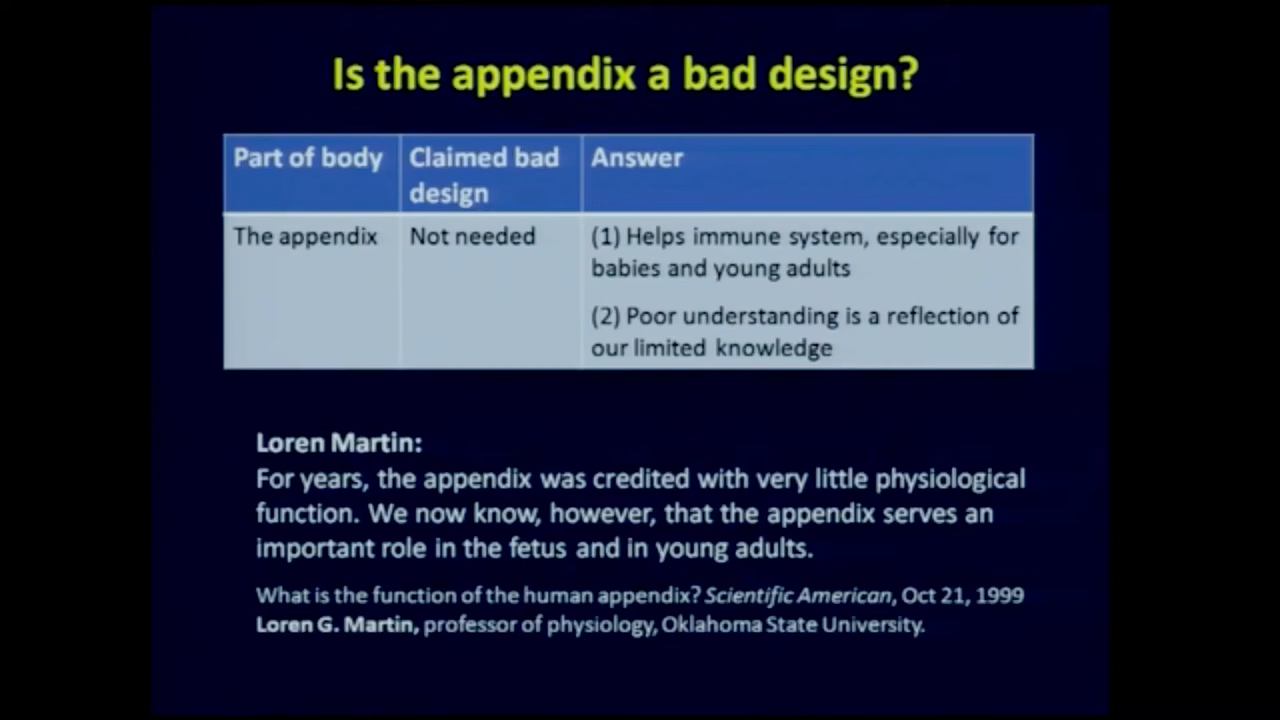 Is the appendix a bad design?
Part of body
Claimed bad
design
Answer
The appendix
Not needed
(1) Helps immune system, especially for
babies and young adults
(2) Poor understanding is a reflection of
our limited knowledge
Loren Martin:
For years, the appendix was credited with very little physiological
function. We now know, however, that the appendix serves an
important role in the fetus and in young adults.
What is the function of the human appendix? Scientific American, Oct 21, 1999
Loren G. Martin, professor of physiology, Oklahoma State University.